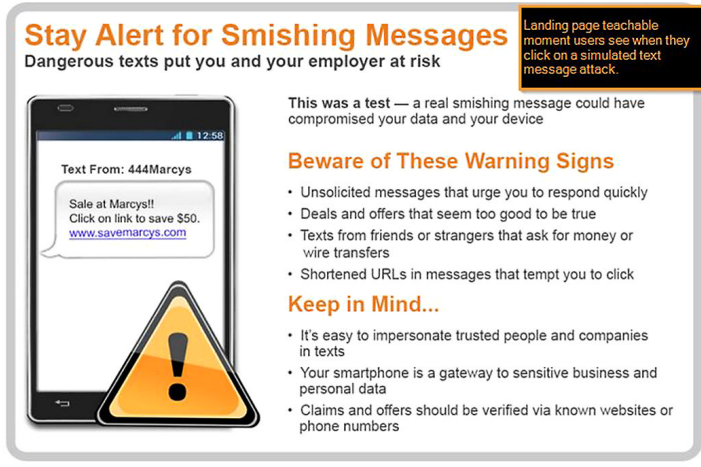 Stay Alert for Smishing Messages
Dangerous texts put you and your employer at risk
Landing page teachable
moment users see when they
click on a simulated text
message attack.
12:58
Text From: 444Marcys
Sale at Marcys!!
Click on link to save $50.
www.savemarcys.com
This was a test — a real smishing message could have
compromised your data and your device
Beware of These Warning Signs
• Unsolicited messages that urge you to respond quickly
• Deals and offers that seem too good to be true
• Texts from friends or strangers that ask for money or
wire transfers
• Shortened URLs in messages that tempt you to click
Keep in Mind...
• It's easy to impersonate trusted people and companies
in texts
• Your smartphone is a gateway to sensitive business and
personal data
• Claims and offers should be verified via known websites or
phone numbers